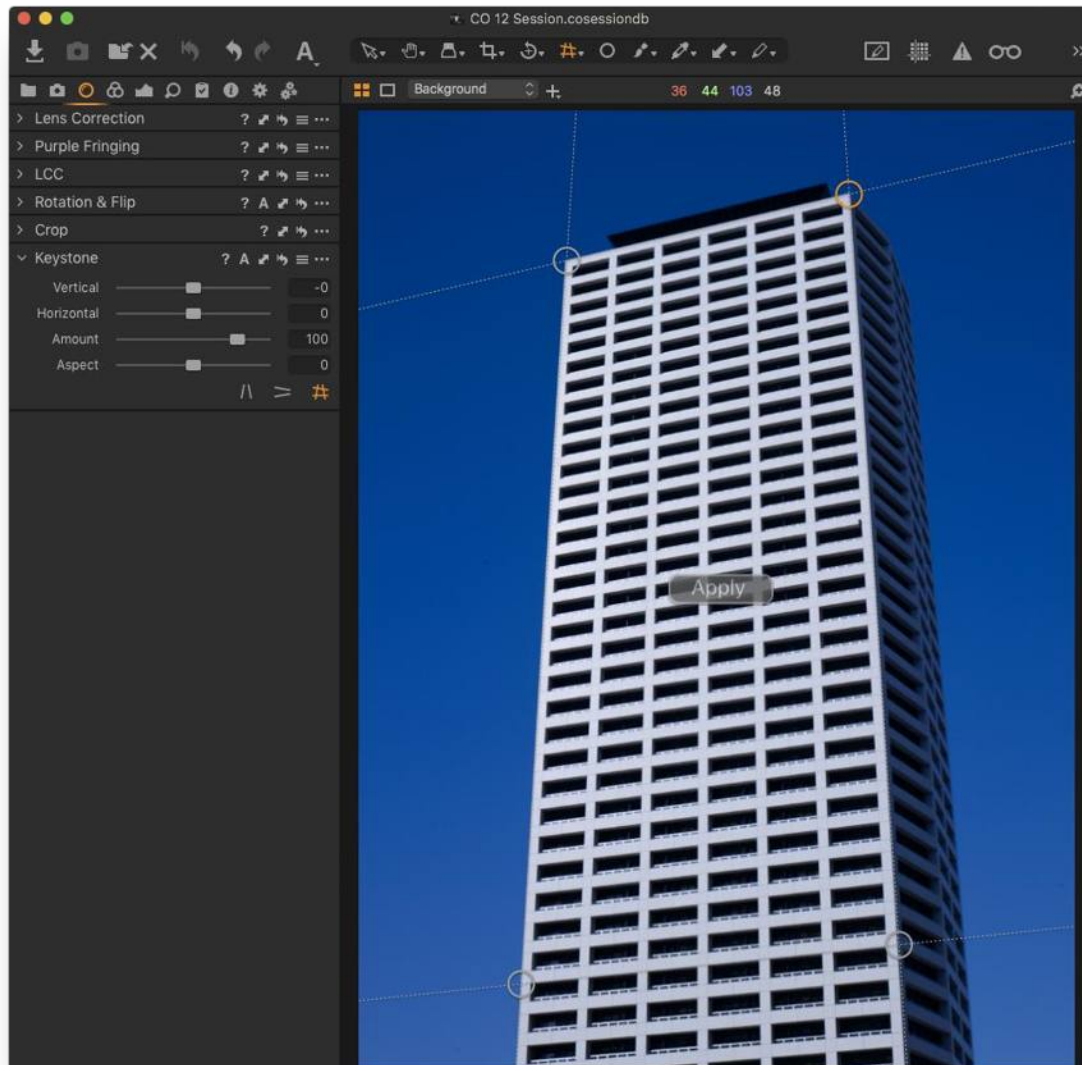 CO 12 Session.cosessiondb
A
Background
36 44 103 48
Lens Correction ?
Purple Fringing ?
LCC ?
Rotation & Flip ? A
Crop ?
Keystone ? A
Vertical -0
Horizontal 0
Amount 100
Aspect 0
Apply